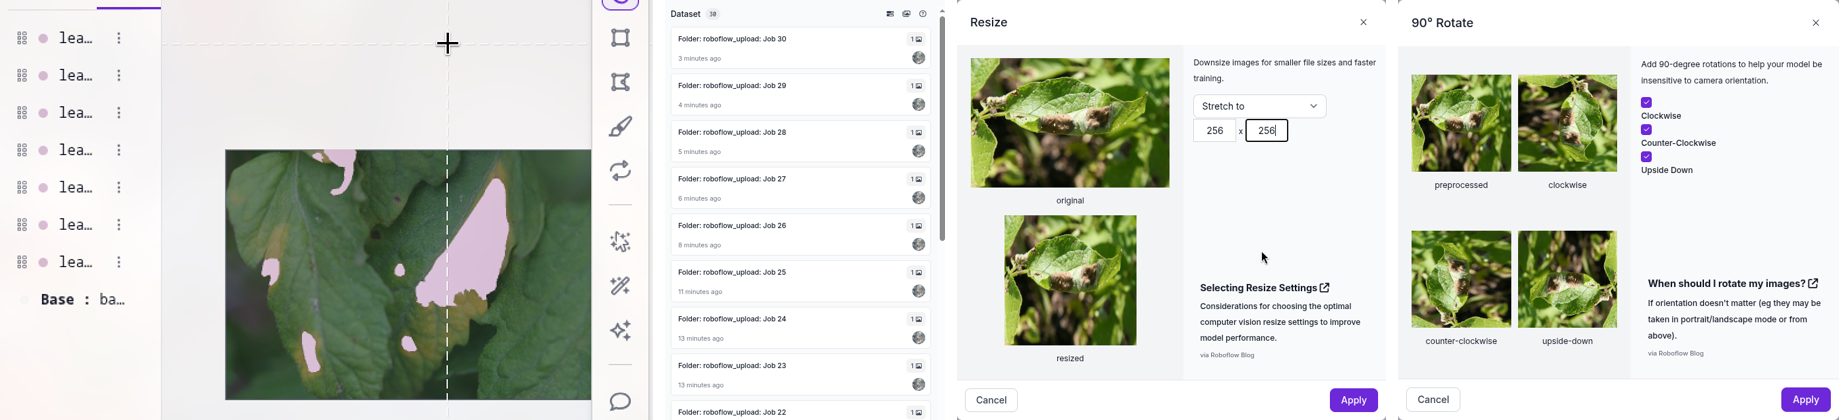 lea…
lea…
lea…
lea…
lea…
lea…
lea…
Base : ba…
Dataset 38
Folder: roboflow_upload: Job 30
1
3 minutes ago
Folder: roboflow_upload: Job 29
1
4 minutes ago
Folder: roboflow_upload: Job 28
1
5 minutes ago
Folder: roboflow_upload: Job 27
1
6 minutes ago
Folder: roboflow_upload: Job 26
1
8 minutes ago
Folder: roboflow_upload: Job 25
1
11 minutes ago
Folder: roboflow_upload: Job 24
1
13 minutes ago
Folder: roboflow_upload: Job 23
1
13 minutes ago
Folder: roboflow_upload: Job 22
1
Resize
original
resized
Downsize images for smaller file sizes and faster
training.
Stretch to
256 x 256
Selecting Resize Settings
Considerations for choosing the optimal
computer vision resize settings to improve
model performance.
via Roboflow Blog
Cancel
Apply
90° Rotate
preprocessed
clockwise
counter-clockwise
upside-down
Add 90-degree rotations to help your model be
insensitive to camera orientation.
Clockwise
Counter-Clockwise
Upside Down
When should I rotate my images?
If orientation doesn't matter (eg they may be
taken in portrait/landscape mode or from
above).
via Roboflow Blog
Cancel
Apply